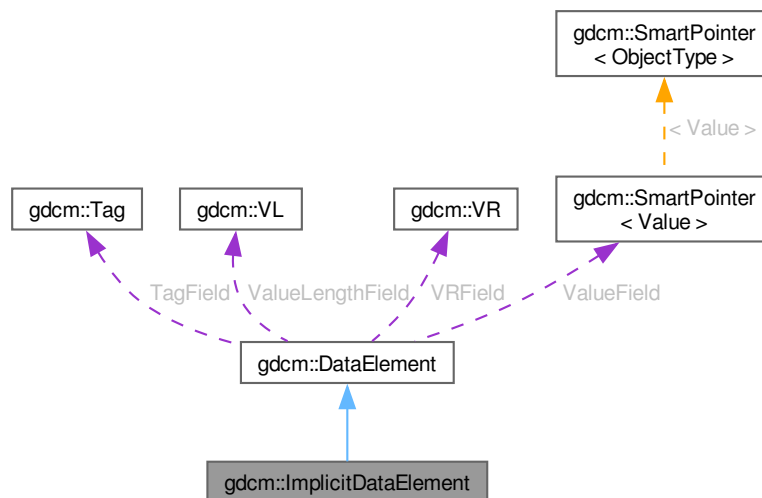 gdcm::SmartPointer
< ObjectType >
< Value >
gdcm::Tag
gdcm::VL
gdcm::VR
gdcm::SmartPointer
< Value >
TagField
ValueLengthField
VRField
ValueField
gdcm::DataElement
gdcm::ImplicitDataElement